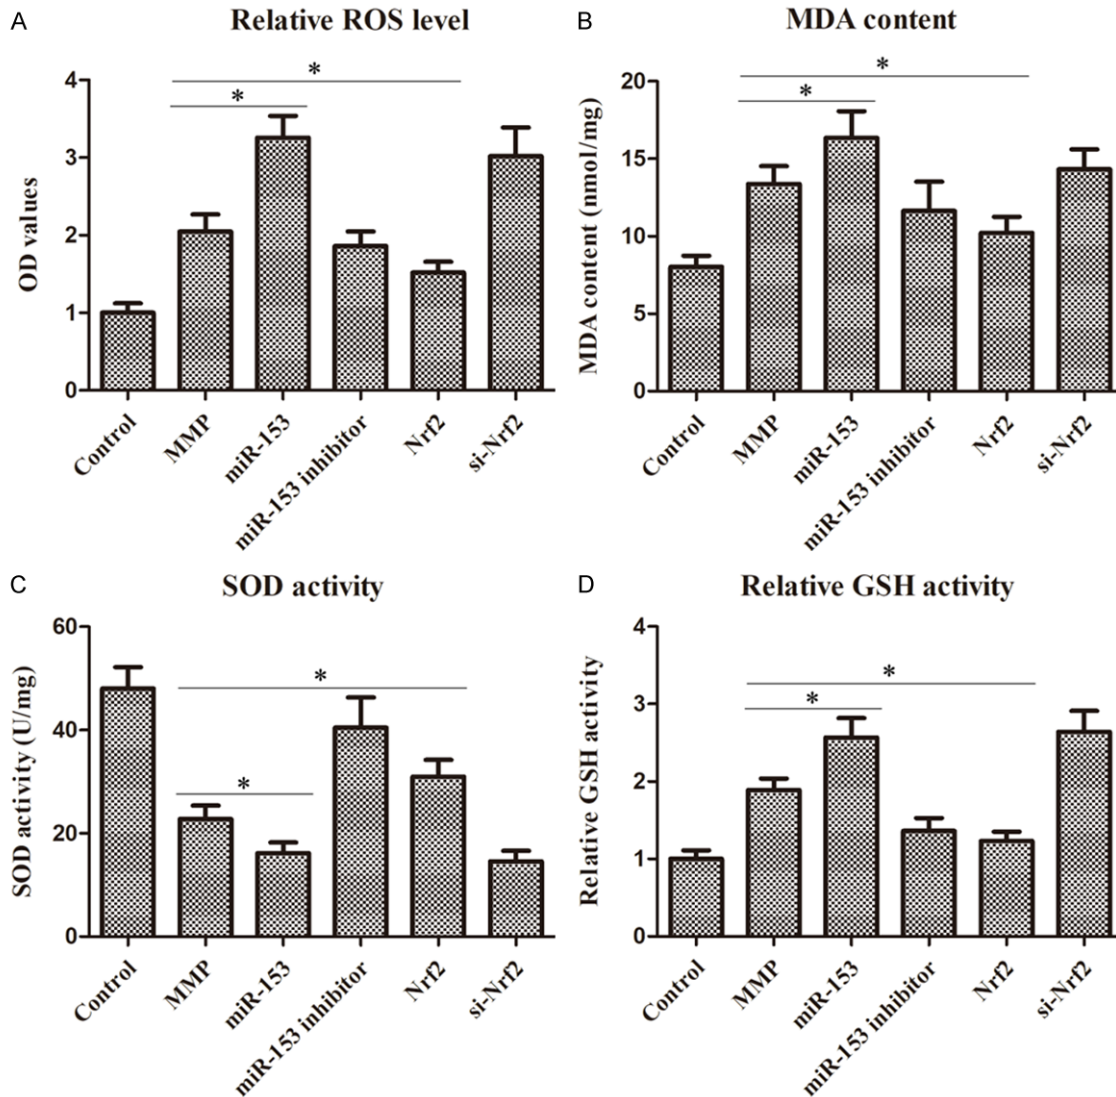 A
Relative ROS level
OD values
4
3
2
1
0
*
*
Control
MMP
miR-153
miR-153 inhibitor
Nrf2
si-Nrf2
B
MDA content
MDA content (nmol/mg)
20
15
10
5
0
*
*
Control
MMP
miR-153
miR-153 inhibitor
Nrf2
si-Nrf2
C
SOD activity
SOD activity (U/mg)
60
40
20
0
*
*
Control
MMP
miR-153
miR-153 inhibitor
Nrf2
si-Nrf2
D
Relative GSH activity
Relative GSH activity
4
3
2
1
0
*
*
Control
MMP
miR-153
miR-153 inhibitor
Nrf2
si-Nrf2